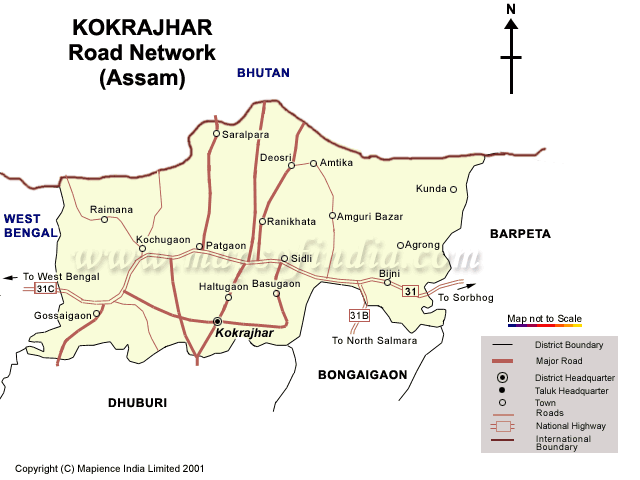 KOKRAJHAR
Road Network
(Assam)
N
BHUTAN
Saralpara
Deosri
Amtika
Kunda
Raimana
WEST
BENGAL
Ranikhata
Amguri Bazar
BARPETA
Kochugaon
Patgaon
Agrong
www.mapsofindia.com
Sidli
To West Bengal
Bijni
31C
Haltugaon
Basugaon
31
To Sorbhog
Gossaigaon
31B
Kokrajhar
To North Salmara
Map not to Scale
District Boundary
Major Road
BONGAIGAON
District Headquarter
Taluk Headquarter
DHUBURI
Town
Roads
National Highway
International
Boundary
Copyright (C) Mapience India Limited 2001